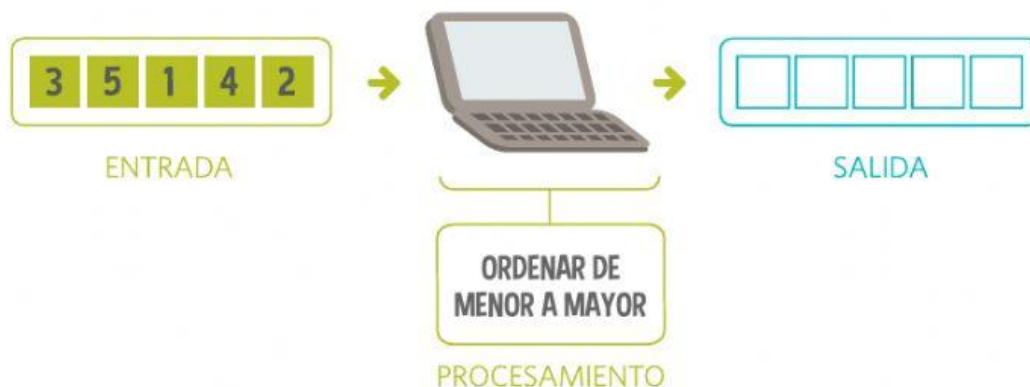 3 5 1 4 2
ENTRADA
SALIDA
ORDENAR DE
MENOR A MAYOR
PROCESAMIENTO